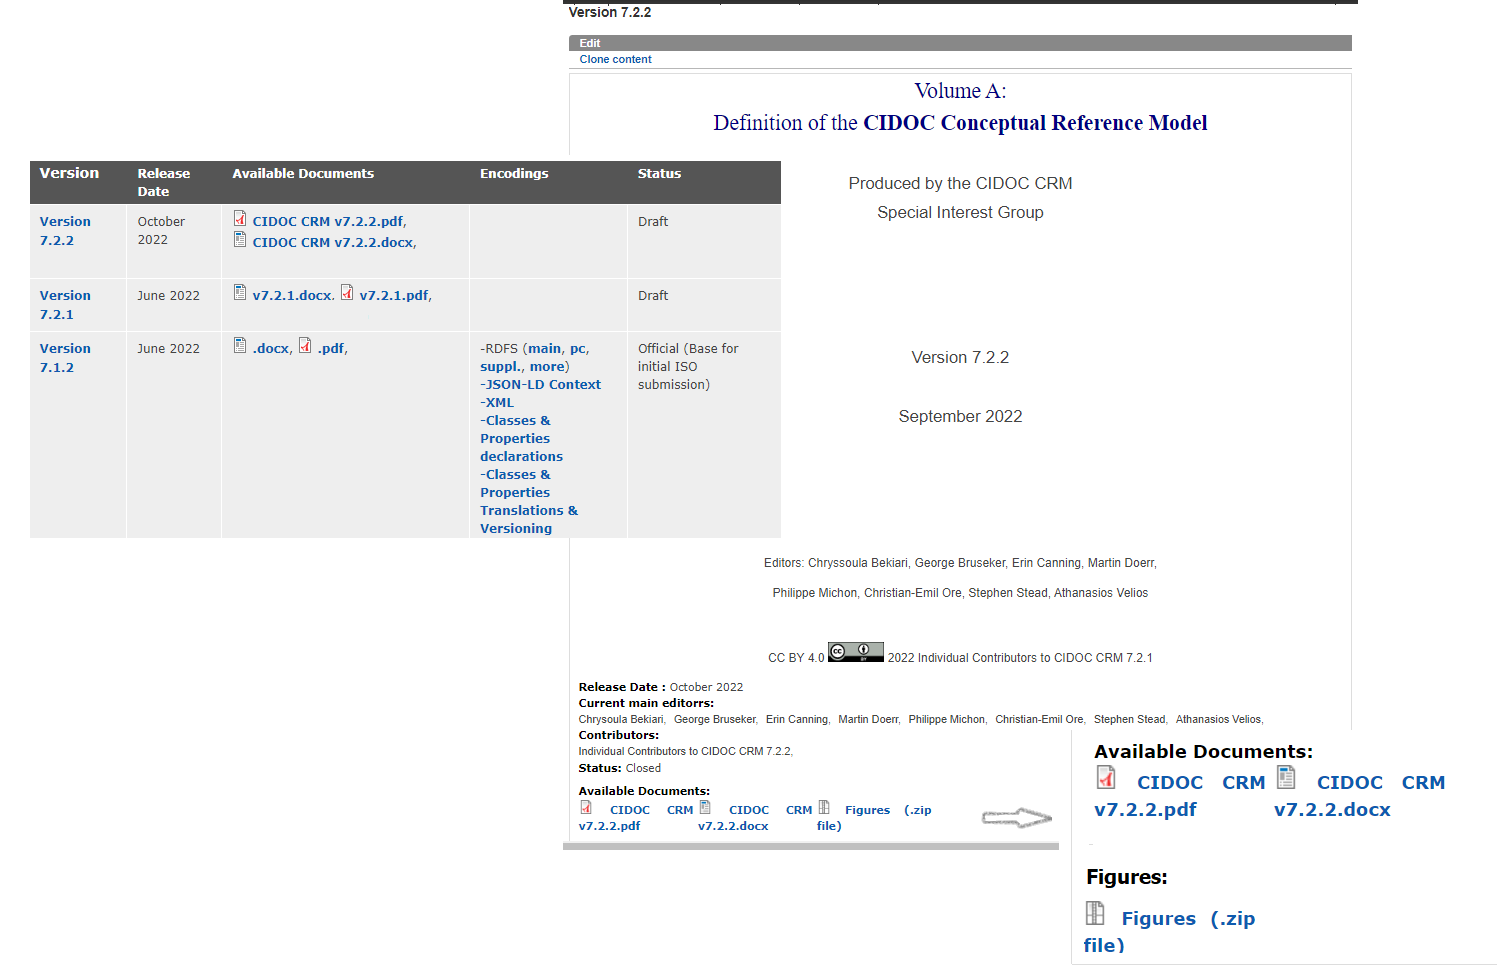 Version 7.2.2
Edit
Clone content
Volume A:
Definition of the CIDOC Conceptual Reference Model
Produced by the CIDOC CRM
Special Interest Group
Version 7.2.2
September 2022
Editors: Chryssoula Bekiari, George Bruseker, Erin Canning, Martin Doerr,
Philippe Michon, Christian-Emil Ore, Stephen Stead, Athanasios Velios
CC BY 4.0 cc BY 2022 Individual Contributors to CIDOC CRM 7.2.1
Release Date : October 2022
Current main editorrs:
Chrysoula Bekiari, George Bruseker, Erin Canning, Martin Doerr, Philippe Michon, Christian-Emil Ore, Stephen Stead, Athanasios Velios,
Contributors:
Individual Contributors to CIDOC CRM 7.2.2,
Status: Closed
Available Documents:
CIDOC CRM CIDOC CRM Figures (.zip
v7.2.2.pdf v7.2.2.docx file)
Version Release Available Documents Encodings Status
Date
Version October CIDOC CRM v7.2.2.pdf, Draft
7.2.2 2022 CIDOC CRM v7.2.2.docx,
Version June 2022 v7.2.1.docx. v7.2.1.pdf, Draft
7.2.1
Version June 2022 .docx, .pdf, -RDFS (main, pc, Official (Base for
7.1.2 suppl., more) initial ISO
-JSON-LD Context submission)
-XML
-Classes &
Properties
declarations
-Classes &
Properties
Translations &
Versioning
Available Documents:
CIDOC CRM CIDOC CRM
v7.2.2.pdf v7.2.2.docx
Figures:
Figures (.zip
file)